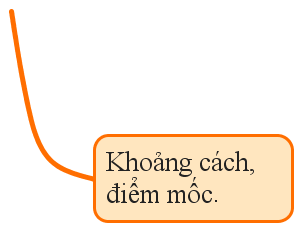 Khoảng cách,
điểm mốc.